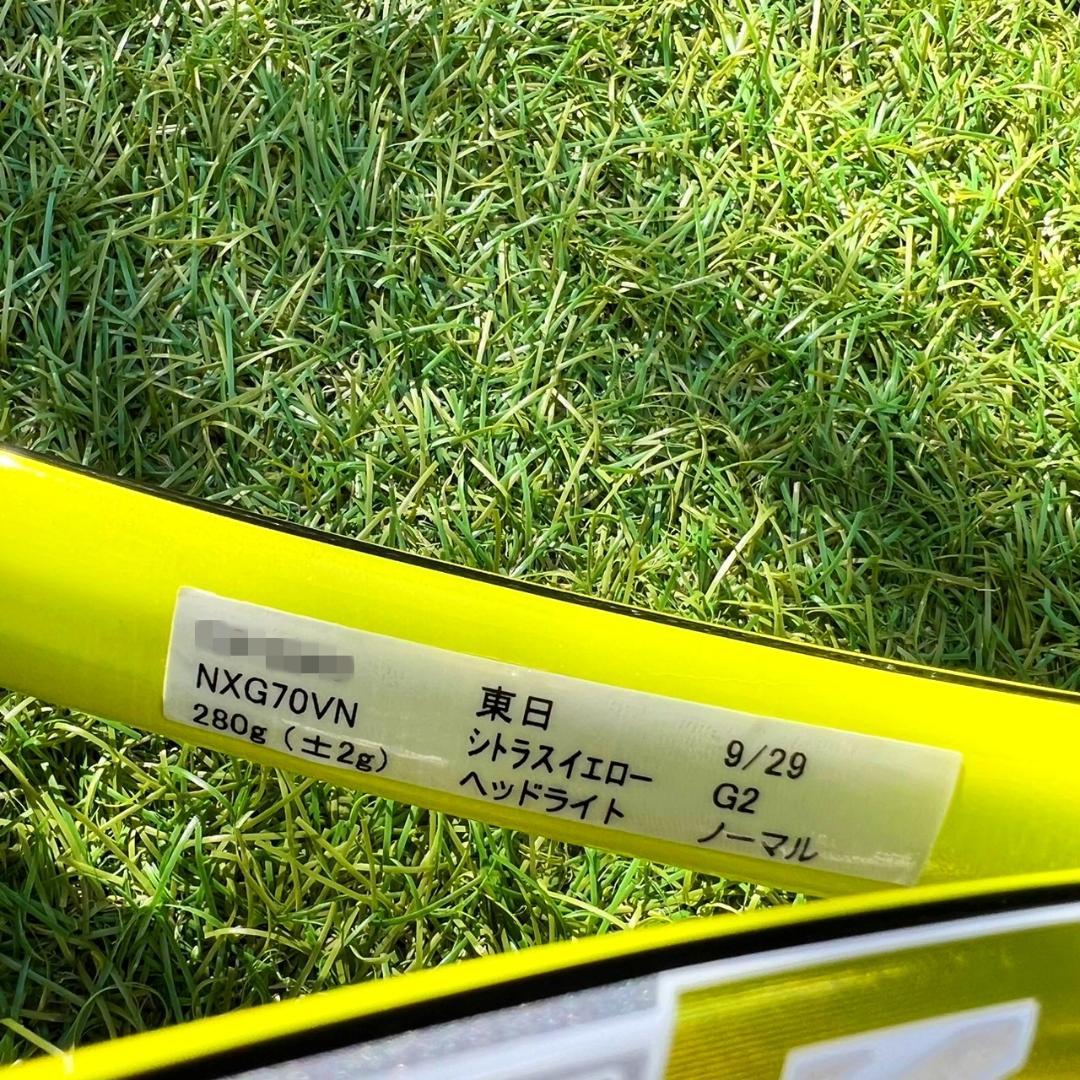 東日 9/29
NXG70VN シトラスイエロー G2
280g (±2g) ヘッドライト ノーマル